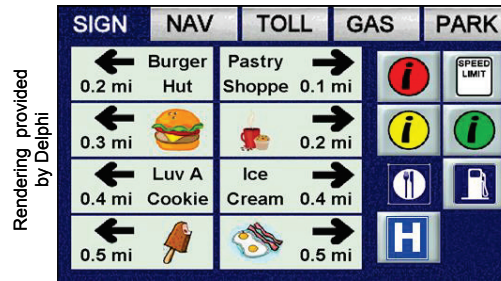 Rendering provided
by Delphi
SIGN NAV TOLL GAS PARK
Burger
0.2 mi Hut
Pastry
Shoppe 0.1 mi
i
SPEED
LIMIT
0.3 mi
0.2 mi
i
i
Luv A
0.4 mi Cookie
Ice
Cream 0.4 mi
0.5 mi
0.5 mi
H